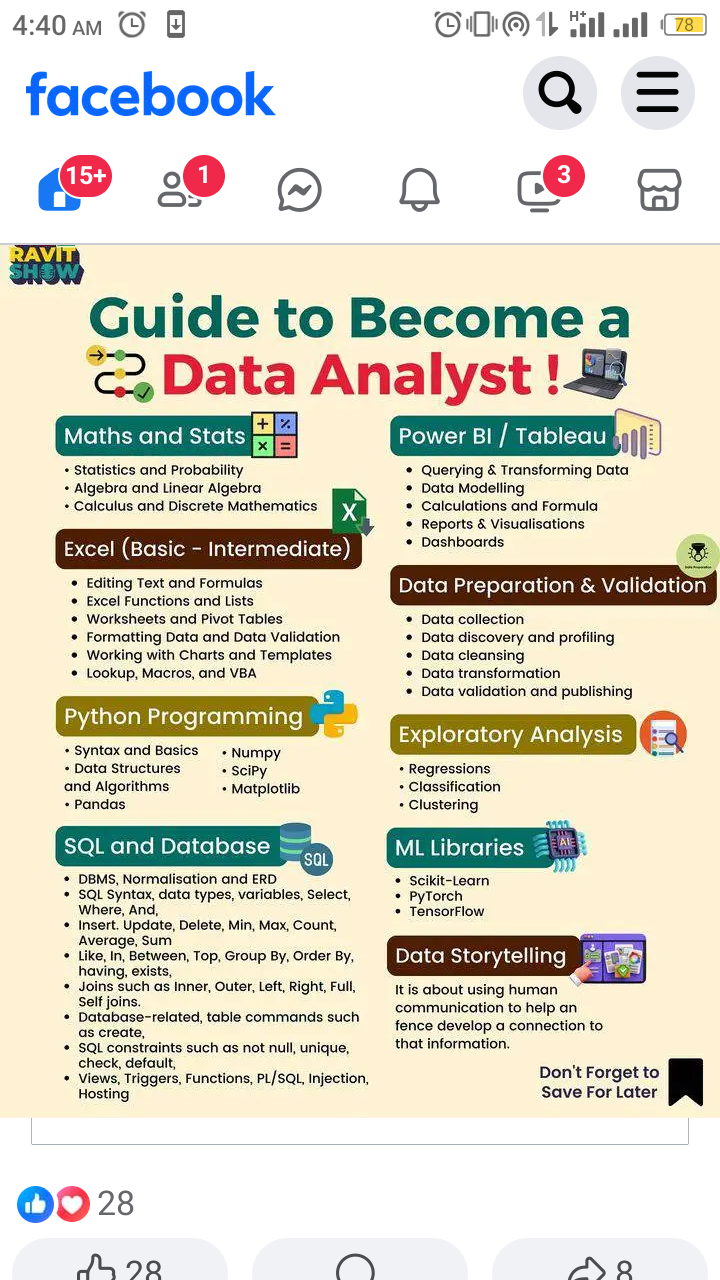 4:40 AM
H+
78
facebook
15+
1
3
RAVIT
SHOW
Guide to Become a
Data Analyst !
Maths and Stats
• Statistics and Probability
• Algebra and Linear Algebra
• Calculus and Discrete Mathematics
X
Excel (Basic - Intermediate)
• Editing Text and Formulas
• Excel Functions and Lists
• Worksheets and Pivot Tables
• Formatting Data and Data Validation
• Working with Charts and Templates
• Lookup, Macros, and VBA
Python Programming
• Syntax and Basics
• Data Structures
and Algorithms
• Pandas
• Numpy
• SciPy
• Matplotlib
SQL and Database
SQL
• DBMS, Normalisation and ERD
• SQL Syntax, data types, variables, Select,
Where, And,
• Insert. Update, Delete, Min, Max, Count,
Average, Sum
• Like, In, Between, Top, Group By, Order By,
having, exists,
• Joins such as Inner, Outer, Left, Right, Full,
Self joins.
• Database-related, table commands such
as create,
• SQL constraints such as not null, unique,
check, default,
• Views, Triggers, Functions, PL/SQL, Injection,
Hosting
Power BI / Tableau
• Querying & Transforming Data
• Data Modelling
• Calculations and Formula
• Reports & Visualisations
• Dashboards
Data Preparation
Data Preparation & Validation
• Data collection
• Data discovery and profiling
• Data cleansing
• Data transformation
• Data validation and publishing
Exploratory Analysis
• Regressions
• Classification
• Clustering
ML Libraries
AI
• Scikit-Learn
• PyTorch
• TensorFlow
Data Storytelling
It is about using human
communication to help an
fence develop a connection to
that information.
Don't Forget to
Save For Later
28
28
8